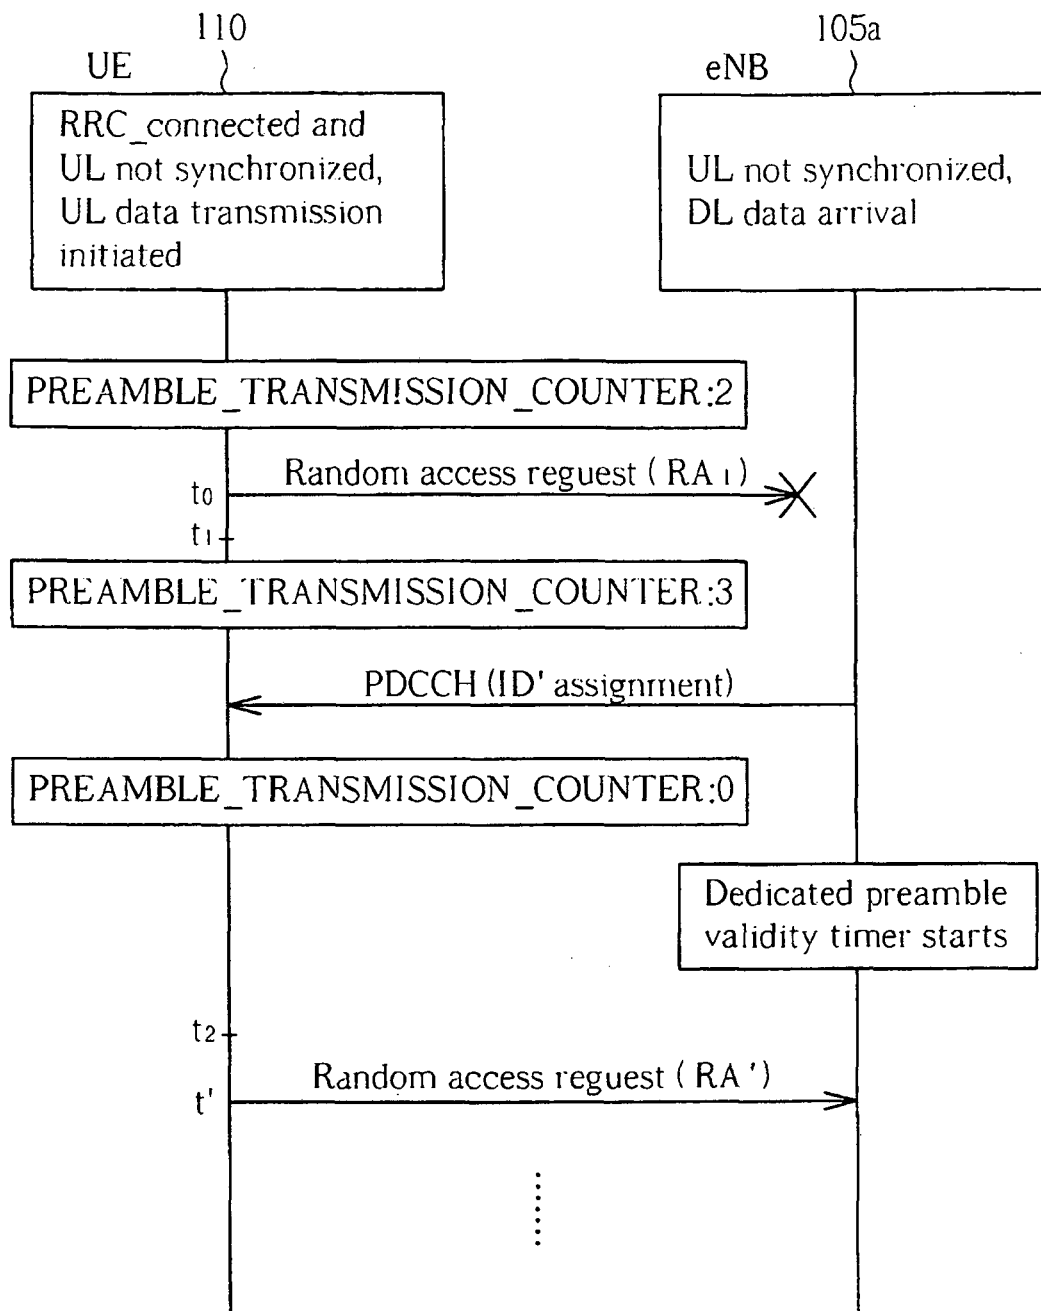 110
105a
UE
eNB
RRC_connected and
UL not synchronized,
UL data transmission
initiated
UL not synchronized,
DL data arrival
PREAMBLE_TRANSMISSION_COUNTER:2
Random access reguest ( RA1 )
t0
t1
PREAMBLE_TRANSMISSION_COUNTER:3
PDCCH (ID' assignment)
PREAMBLE_TRANSMISSION_COUNTER:0
Dedicated preamble
validity timer starts
t2
Random access reguest ( RA' )
t'